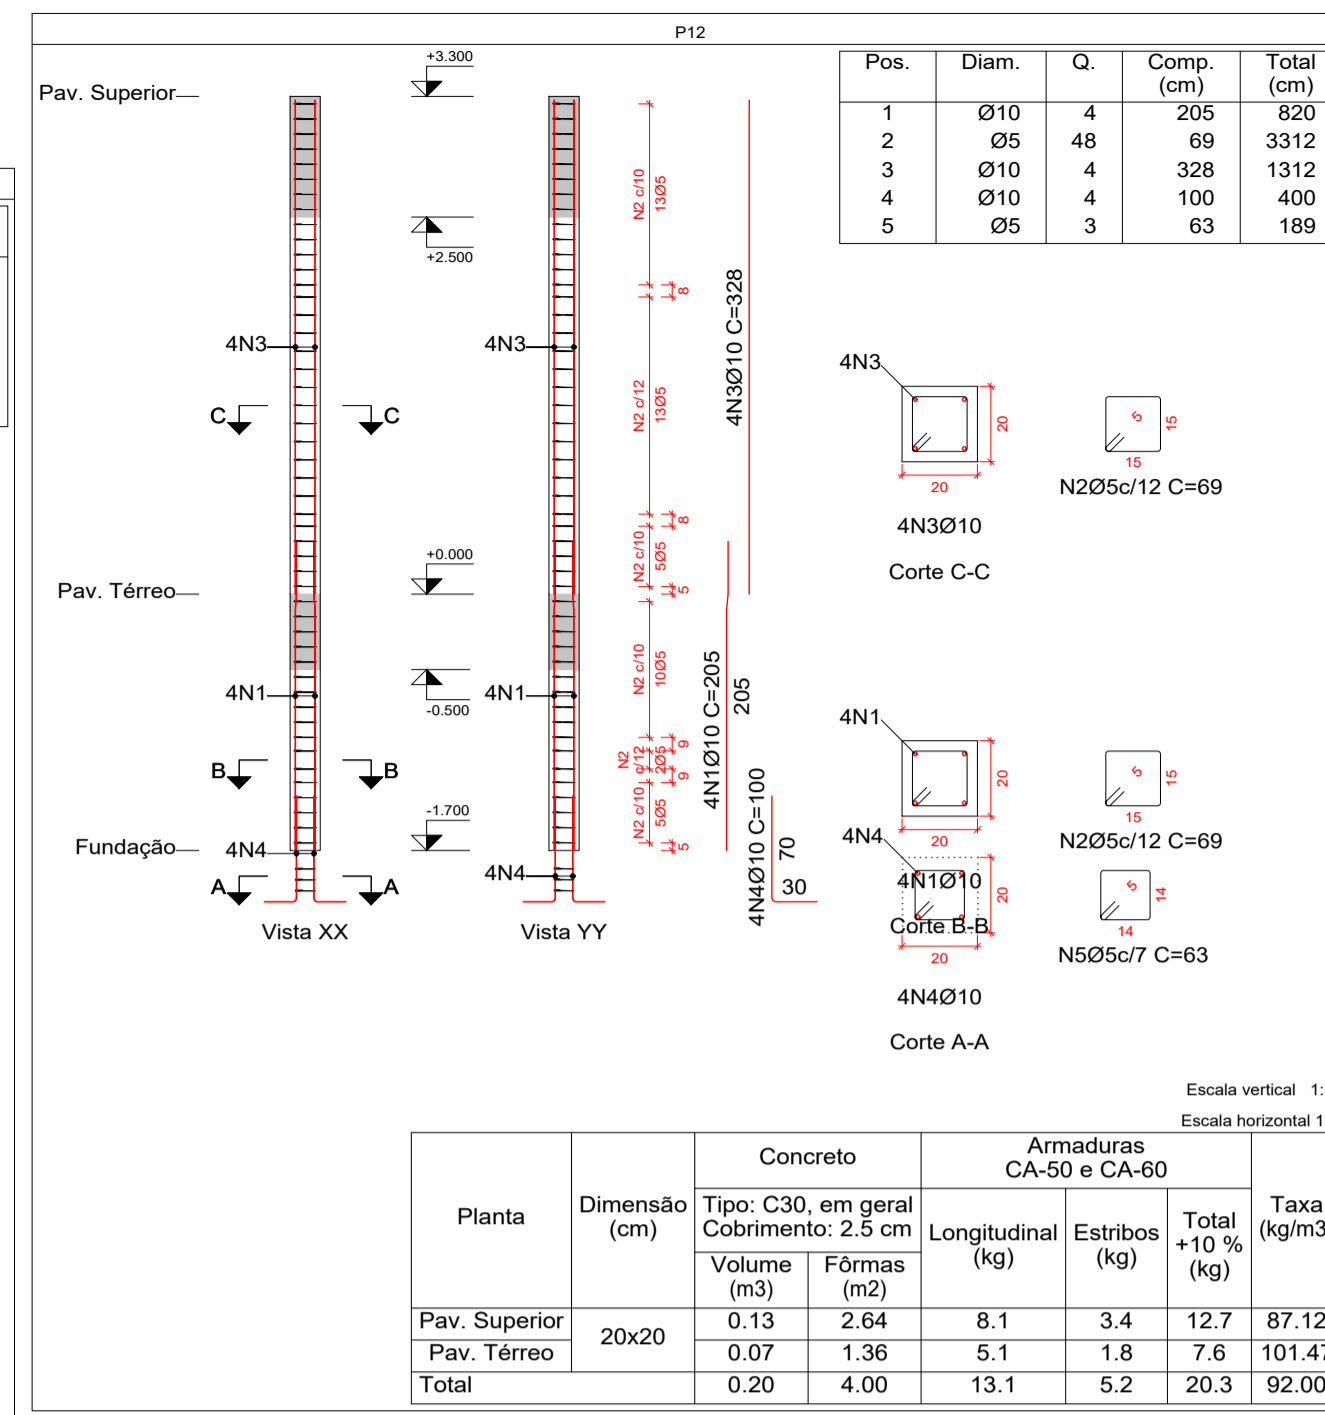 P12
Pos. Diam. Q. Comp. (cm) Total (cm)
1 Ø10 4 205 820
2 Ø5 48 69 3312
3 Ø10 4 328 1312
4 Ø10 4 100 400
5 Ø5 3 63 189
Pav. Superior
+3.300
+2.500
N2 c/10
13Ø5
8
4N3
4N3
N2 c/12
13Ø5
4N3Ø10 C=328
C
C
8
N2 c/10
5Ø5
5
+0.000
Pav. Térreo
N2 c/10
10Ø5
4N1
4N1
-0.500
4N1Ø10 C=205
205
9
N2
c/12
2Ø5
9
B
B
N2 c/10
5Ø5
5
-1.700
Fundação
4N4
4N4
A
A
4N4Ø10 C=100
70
30
Vista XX
Vista YY
4N3
20
20
4N3Ø10
Corte C-C
5
15
15
N2Ø5c/12 C=69
4N1
20
20
4N1Ø10
Corte B-B
5
15
15
N2Ø5c/12 C=69
4N4
20
20
4N4Ø10
Corte A-A
5
14
14
N5Ø5c/7 C=63
Escala vertical 1:
Escala horizontal 1
Planta
Dimensão
(cm)
Concreto
Tipo: C30, em geral
Cobrimento: 2.5 cm
Volume
(m3)
Fôrmas
(m2)
Armaduras
CA-50 e CA-60
Longitudinal
(kg)
Estribos
(kg)
Total
+10 %
(kg)
Taxa
(kg/m3
Pav. Superior 20x20 0.13 2.64 8.1 3.4 12.7 87.12
Pav. Térreo 0.07 1.36 5.1 1.8 7.6 101.47
Total 0.20 4.00 13.1 5.2 20.3 92.00